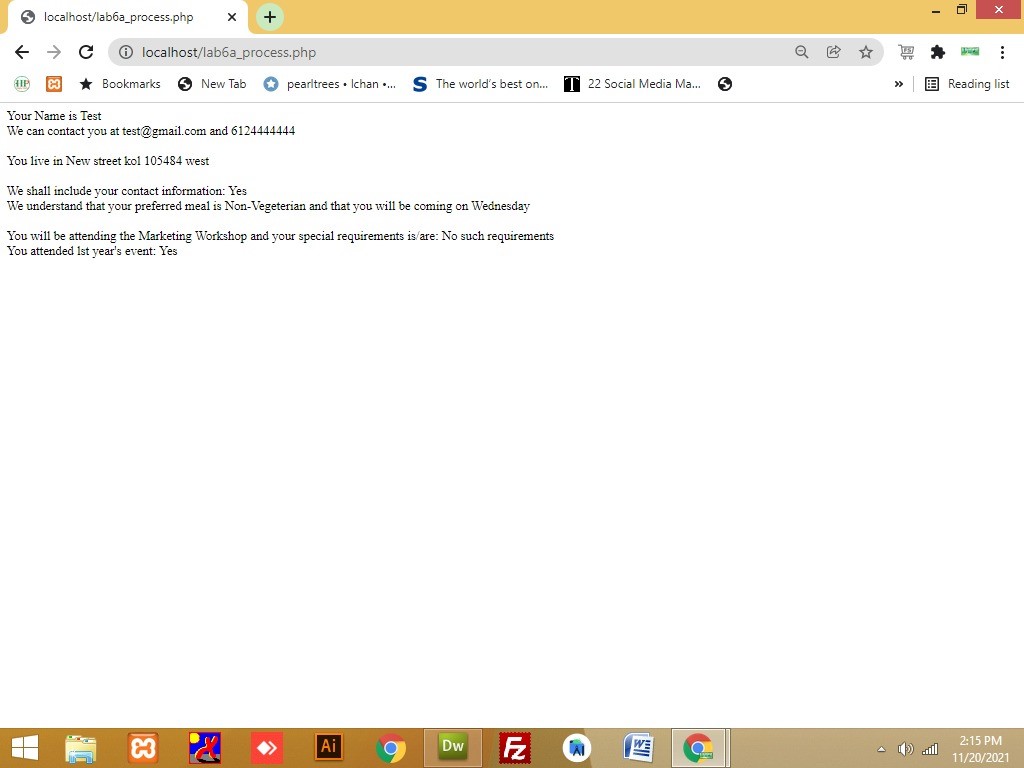 localhost/lab6a_process.php
localhost/lab6a_process.php
Bookmarks
New Tab
pearltrees • lchan •...
The world's best on...
22 Social Media Ma...
»
Reading list
Your Name is Test
We can contact you at test@gmail.com and 6124444444
You live in New street kol 105484 west
We shall include your contact information: Yes
We understand that your preferred meal is Non-Vegeterian and that you will be coming on Wednesday
You will be attending the Marketing Workshop and your special requirements is/are: No such requirements
You attended lst year's event: Yes
Ai
Dw
Fz
2:15 PM
11/20/2021